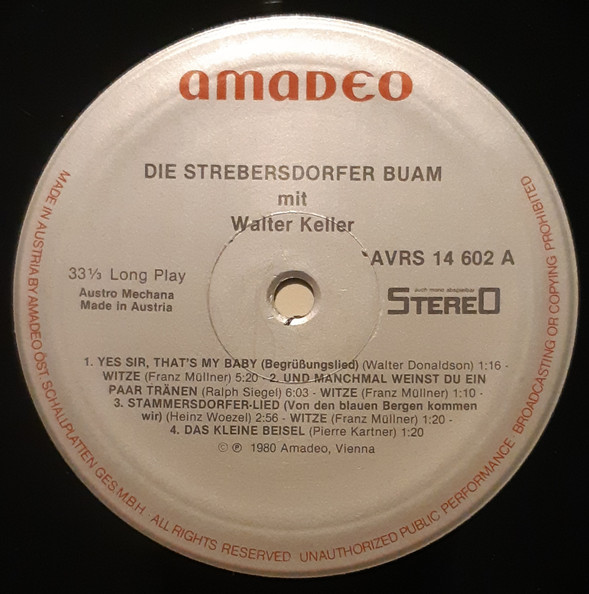 amaDEO
DIE STREBERSDORFER BUAM
mit
Walter Keller
AVRS 14 602 A
33⅓ Long Play
Austro Mechana
Made in Austria
auch mono abspielbar
STEREO
1. YES SIR, THAT'S MY BABY (Begrüßungslied) (Walter Donaldson) 1:16 -
WITZE (Franz Müllner) 5:20 - 2. UND MANCHMAL WEINST DU EIN
PAAR TRÄNEN (Ralph Siegel) 6:03 - WITZE (Franz Müllner) 1:10 -
3. STAMMERSDORFER-LIED (Von den blauen Bergen kommen
wir) (Heinz Woezel) 2:56 - WITZE (Franz Müllner) 1:20 -
4. DAS KLEINE BEISEL (Pierre Kartner) 1:20
© ℗ 1980 Amadeo, Vienna
MADE IN AUSTRIA BY AMADEO ÖST. SCHALLPLATTEN GES.M.B.H. ALL RIGHTS RESERVED UNAUTHORIZED PUBLIC PERFORMANCE BROADCASTING OR COPYING PROHIBITED